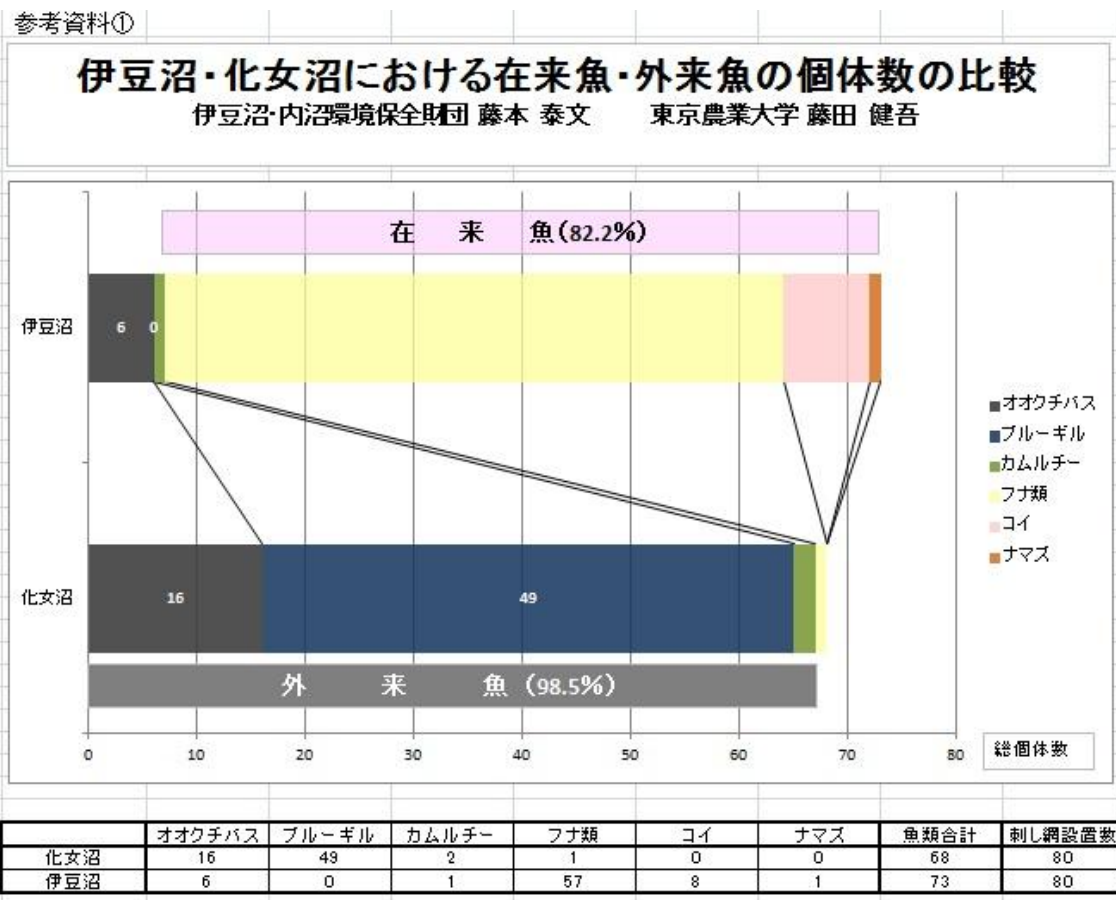 参考資料①
伊豆沼・化女沼における在来魚・外来魚の個体数の比較
伊豆沼・内沼環境保全財団 藤本 泰文 東京農業大学 藤田 健吾
在 来 魚(82.2%)
伊豆沼 6 0
オオクチバス
ブルーギル
カムルチー
フナ類
コイ
ナマズ
化女沼 16 49
外 来 魚 (98.5%)
0 10 20 30 40 50 60 70 80 総個体数
オオクチバス ブルーギル カムルチー フナ類 コイ ナマズ 魚類合計 刺し網設置数
化女沼 16 49 2 1 0 0 68 80
伊豆沼 6 0 1 57 8 1 73 80